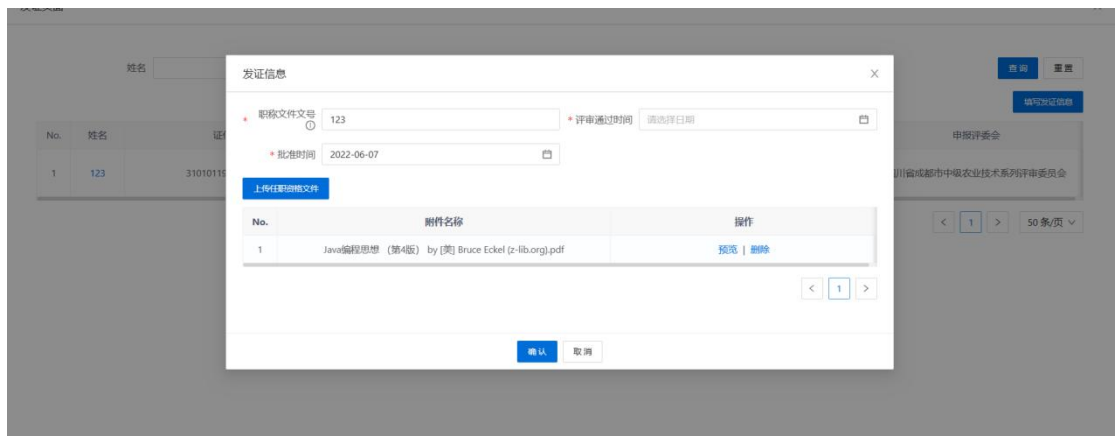 发证页面
姓名
查询 重置
填写发证信息
No. 姓名 申报评委会
1 123 31010119 川省成都市中级农业技术系列评审委员会
< 1 > 50 条/页
发证信息 X
* 职称文件文号 123 * 评审通过时间 请选择日期
* 批准时间 2022-06-07
上传任职资格文件
No. 附件名称 操作
1 Java编程思想 (第4版) by [美] Bruce Eckel (z-lib.org).pdf 预览 | 删除
< 1 >
确认 取消